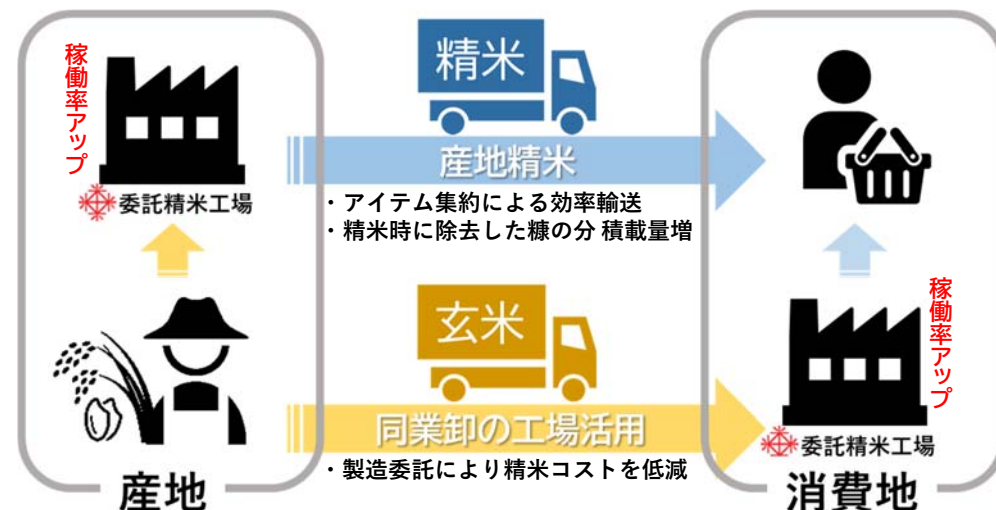 稼働率アップ
委託精米工場
精米
産地精米
・アイテム集約による効率輸送
・精米時に除去した糠の分 積載量増
玄米
同業卸の工場活用
・製造委託により精米コストを低減
稼働率アップ
委託精米工場
産地
消費地